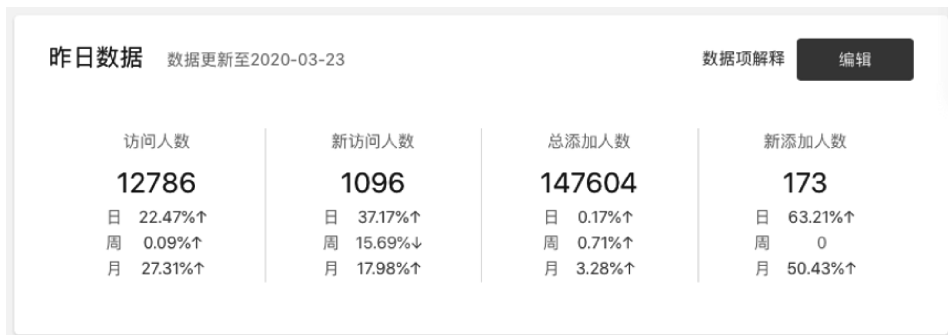 昨日数据 数据更新至2020-03-23 数据项解释 编辑
访问人数 新访问人数 总添加人数 新添加人数
12786 1096 147604 173
日 22.47%↑ 日 37.17%↑ 日 0.17%↑ 日 63.21%↑
周 0.09%↑ 周 15.69%↓ 周 0.71%↑ 周 0
月 27.31%↑ 月 17.98%↑ 月 3.28%↑ 月 50.43%↑